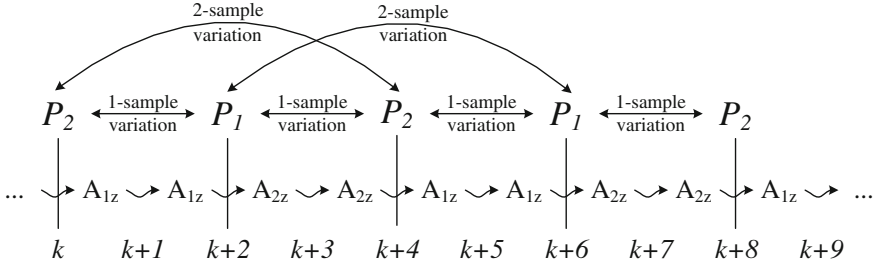 2-sample variation 2-sample variation
P2 1-sample variation P1 1-sample variation P2 1-sample variation P1 1-sample variation P2
... A1z A1z A2z A2z A1z A1z A2z A2z A1z ...
k k+1 k+2 k+3 k+4 k+5 k+6 k+7 k+8 k+9